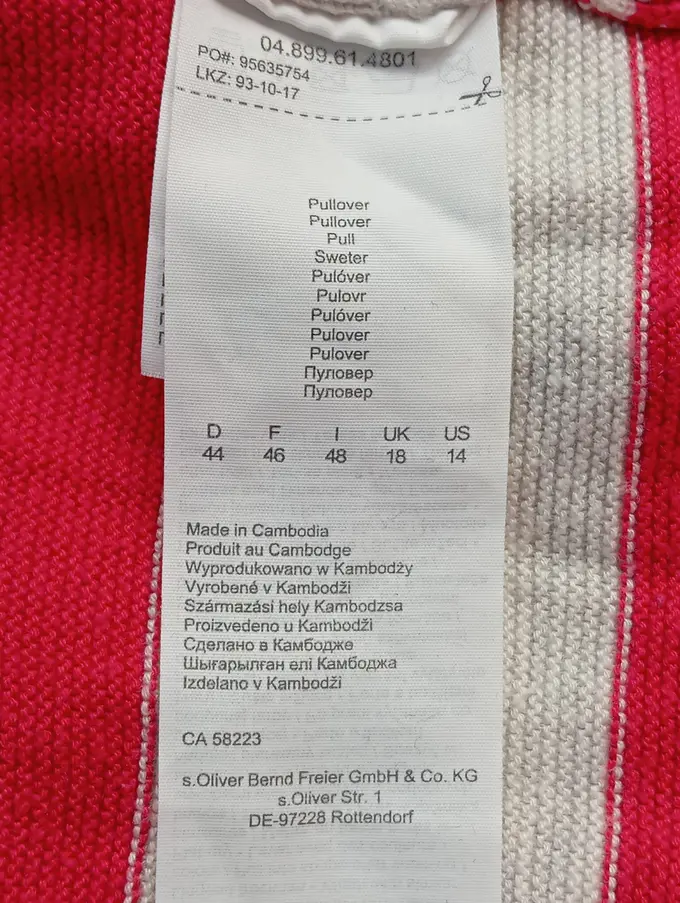 04.899.61.4801
PO#: 95635754
LKZ: 93-10-17
Pullover
Pullover
Pull
Sweter
Pulóver
Pulovr
Pulóver
Pulover
Pulover
Пуловер
Пуловер
D F I UK US
44 46 48 18 14
Made in Cambodia
Produit au Cambodge
Wyprodukowano w Kambodży
Vyrobené v Kambodži
Származási hely Kambodzsa
Proizvedeno u Kambodži
Сделано в Камбодже
Шығарылған елі Камбоджа
Izdelano v Kambodži
CA 58223
s.Oliver Bernd Freier GmbH & Co. KG
s.Oliver Str. 1
DE-97228 Rottendorf